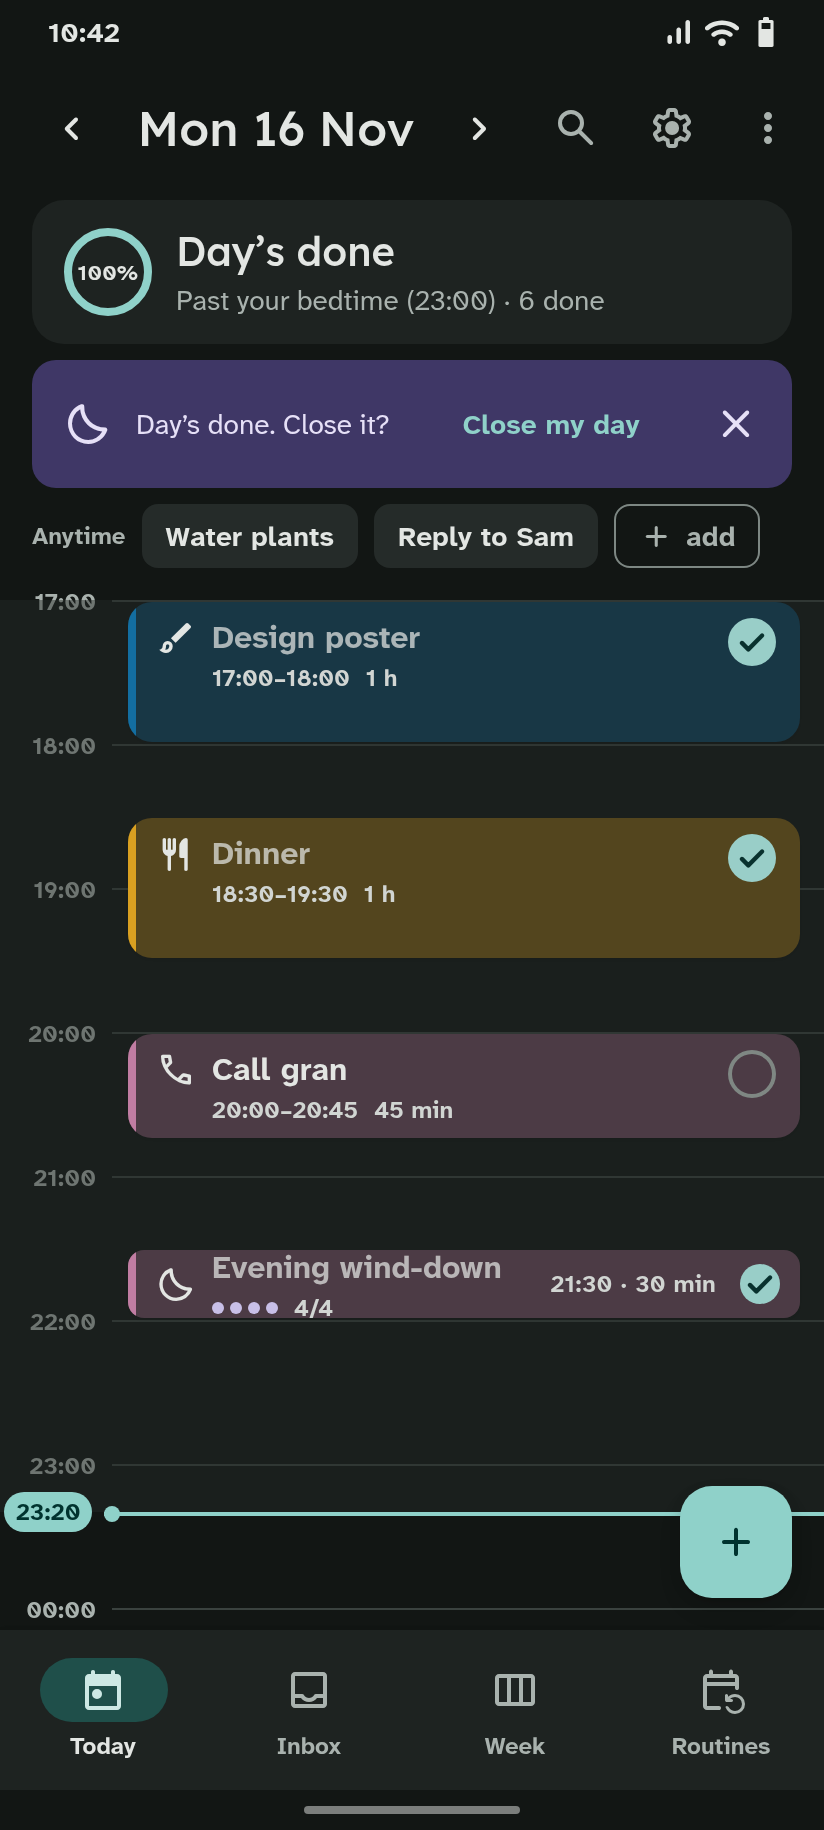 10:42
Mon 16 Nov
100%
Day’s done
Past your bedtime (23:00) · 6 done
Day’s done. Close it?
Close my day
Anytime
Water plants
Reply to Sam
+ add
17:00
Design poster
17:00–18:00 1 h
18:00
Dinner
18:30–19:30 1 h
19:00
20:00
Call gran
20:00–20:45 45 min
21:00
Evening wind-down
21:30 · 30 min
4/4
22:00
23:00
23:20
00:00
Today
Inbox
Week
Routines